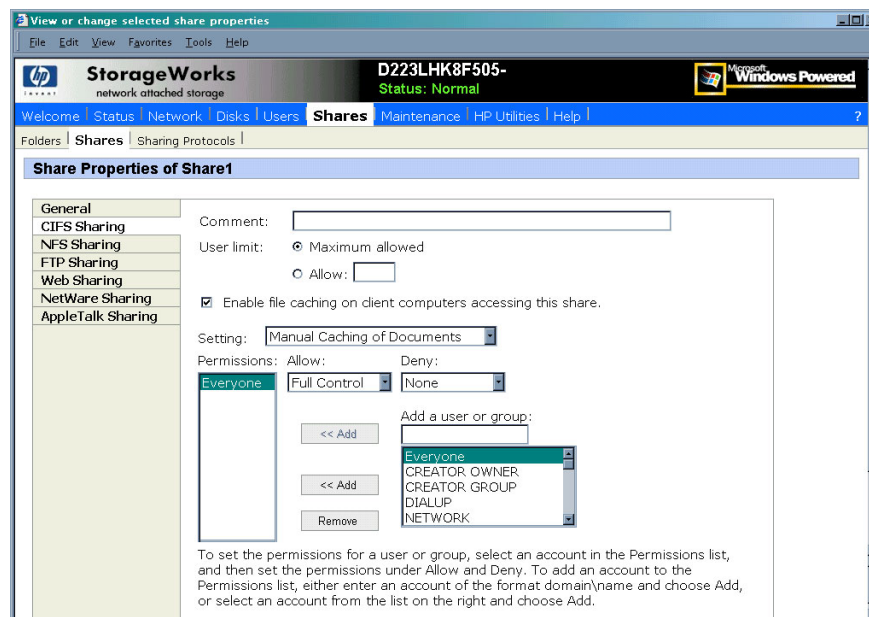 View or change selected share properties
File Edit View Favorites Tools Help
hp
invent
StorageWorks
network attached storage
D223LHK8F505-
Status: Normal
Microsoft
Windows Powered
Welcome Status Network Disks Users Shares Maintenance HP Utilities Help ?
Folders Shares Sharing Protocols
Share Properties of Share1
General
CIFS Sharing
NFS Sharing
FTP Sharing
Web Sharing
NetWare Sharing
AppleTalk Sharing
Comment:
User limit: Maximum allowed
Allow:
Enable file caching on client computers accessing this share.
Setting: Manual Caching of Documents
Permissions: Allow: Deny:
Everyone Full Control None
Add a user or group:
<< Add
Everyone
CREATOR OWNER
CREATOR GROUP
DIALUP
NETWORK
<< Add
Remove
To set the permissions for a user or group, select an account in the Permissions list,
and then set the permissions under Allow and Deny. To add an account to the
Permissions list, either enter an account of the format domain\name and choose Add,
or select an account from the list on the right and choose Add.